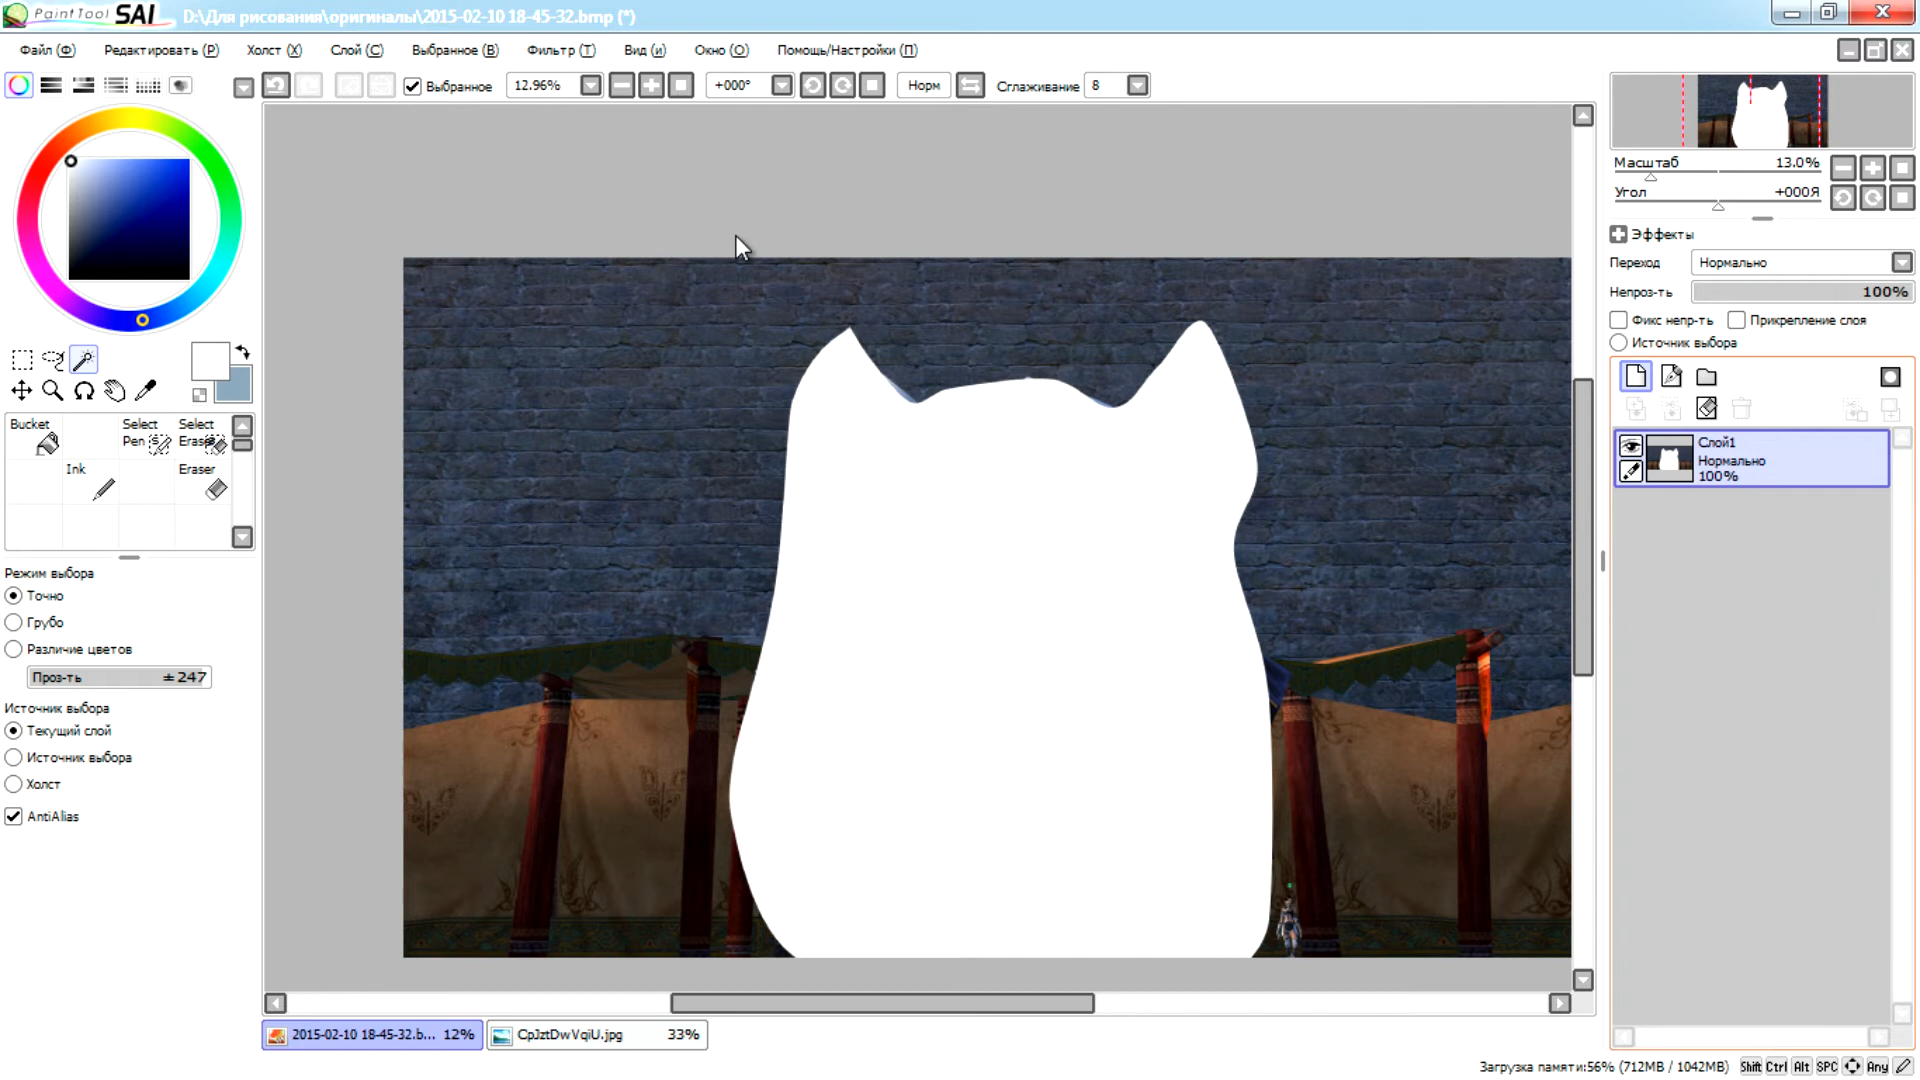 PaintTool SAI D:\Для рисования\оригиналы\2015-02-10 18-45-32.bmp (*)
Файл (Ф) Редактировать (Р) Холст (Х) Слой (С) Выбранное (В) Фильтр (Т) Вид (и) Окно (О) Помощь/Настройки (П)
Выбранное 12.96% +000° Норм Сглаживание 8
Масштаб 13.0%
Угол +000Я
Эффекты
Переход Нормально
Непроз-ть 100%
Фикс непр-ть Прикрепление слоя
Источник выбора
Слой1
Нормально
100%
Bucket Select Pen Select Erase
Ink Eraser
Режим выбора
Точно
Грубо
Различие цветов
Проз-ть ±247
Источник выбора
Текущий слой
Источник выбора
Холст
AntiAlias
2015-02-10 18-45-32.b... 12% CpJztDwVqiU.jpg 33%
Загрузка памяти:56% (712MB / 1042MB) Shift Ctrl Alt SPC Any